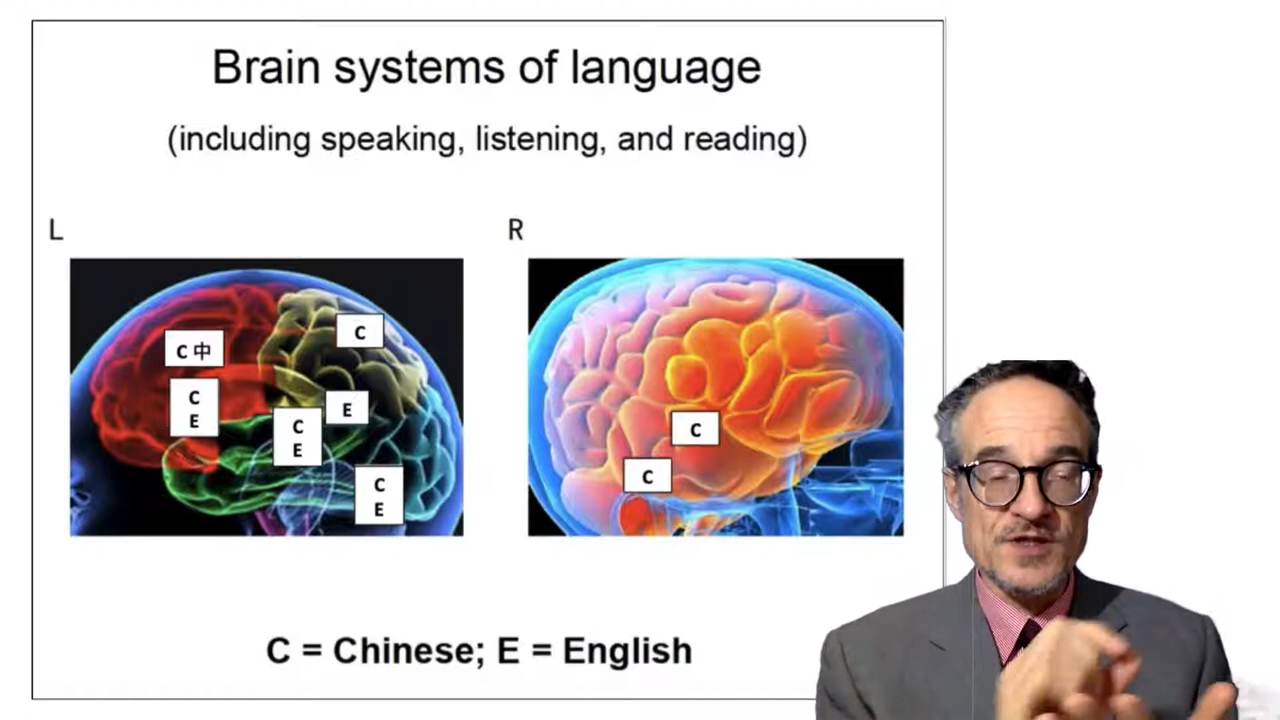 Brain systems of language
(including speaking, listening, and reading)
L
R
C
C 中
C
E
E
C
E
C
E
C
C
C = Chinese; E = English